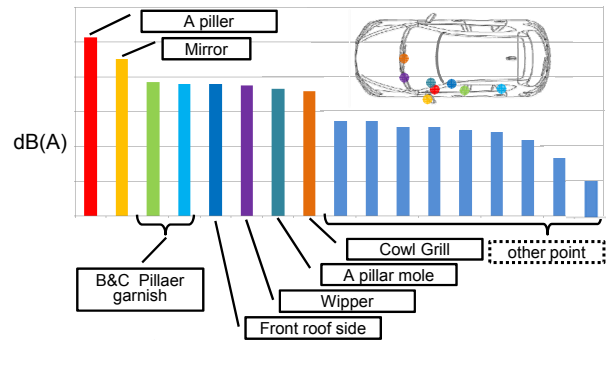 A piller
Mirror
dB(A)
Cowl Grill
other point
B&C Pillaer
garnish
A pillar mole
Wipper
Front roof side